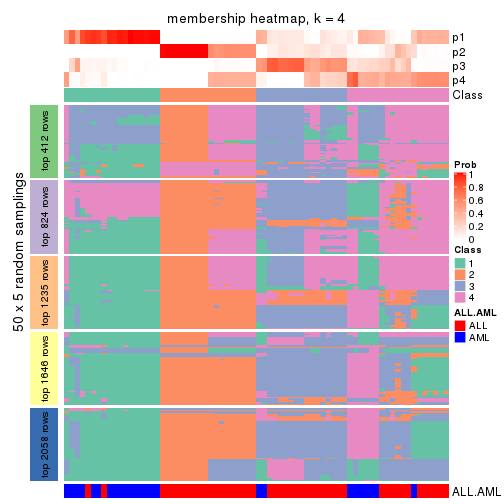 membership heatmap, k = 4
p1
p2
p3
p4
Class
50 x 5 random samplings
top 412 rows
top 824 rows
top 1235 rows
top 1646 rows
top 2058 rows
Prob
1
0.8
0.6
0.4
0.2
0
Class
1
2
3
4
ALL.AML
ALL
AML
ALL.AML